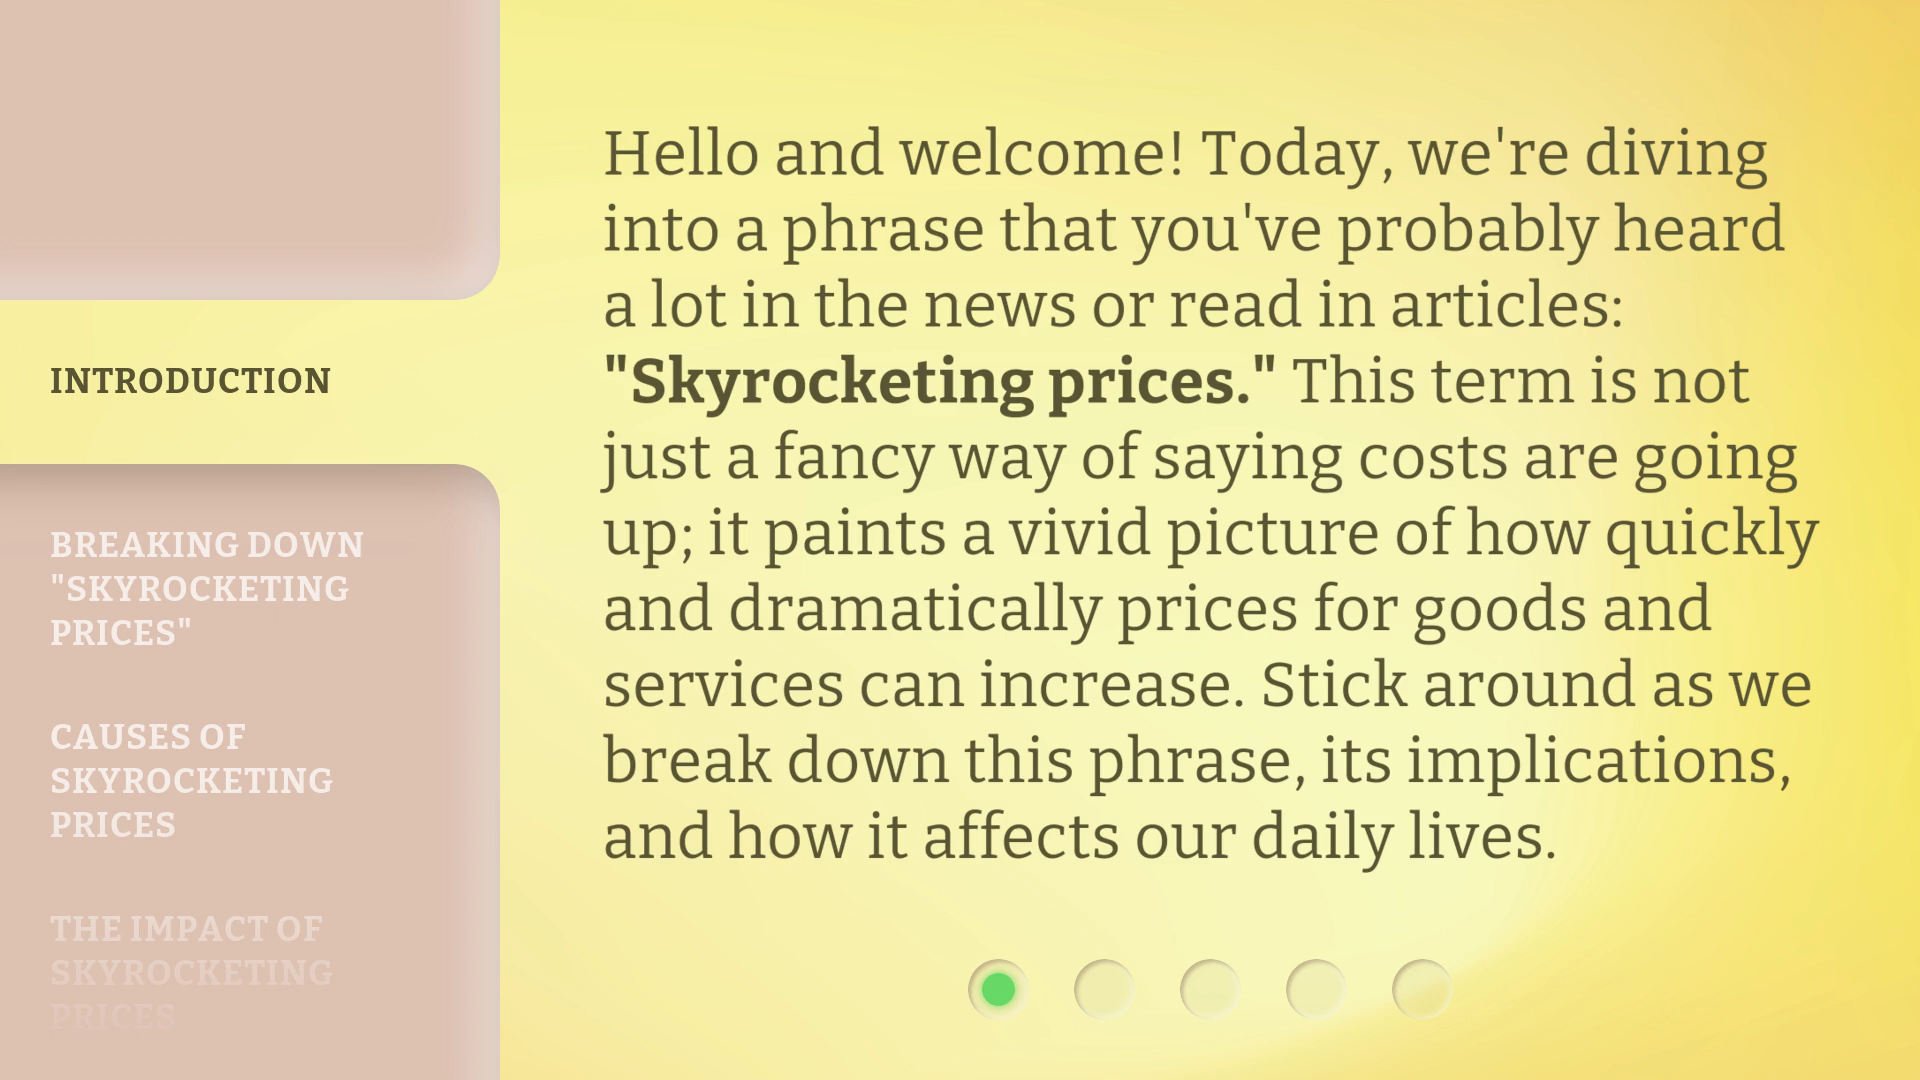 INTRODUCTION
BREAKING DOWN
"SKYROCKETING
PRICES"
CAUSES OF
SKYROCKETING
PRICES
THE IMPACT OF
SKYROCKETING
PRICES
Hello and welcome! Today, we're diving
into a phrase that you've probably heard
a lot in the news or read in articles:
"Skyrocketing prices." This term is not
just a fancy way of saying costs are going
up; it paints a vivid picture of how quickly
and dramatically prices for goods and
services can increase. Stick around as we
break down this phrase, its implications,
and how it affects our daily lives.